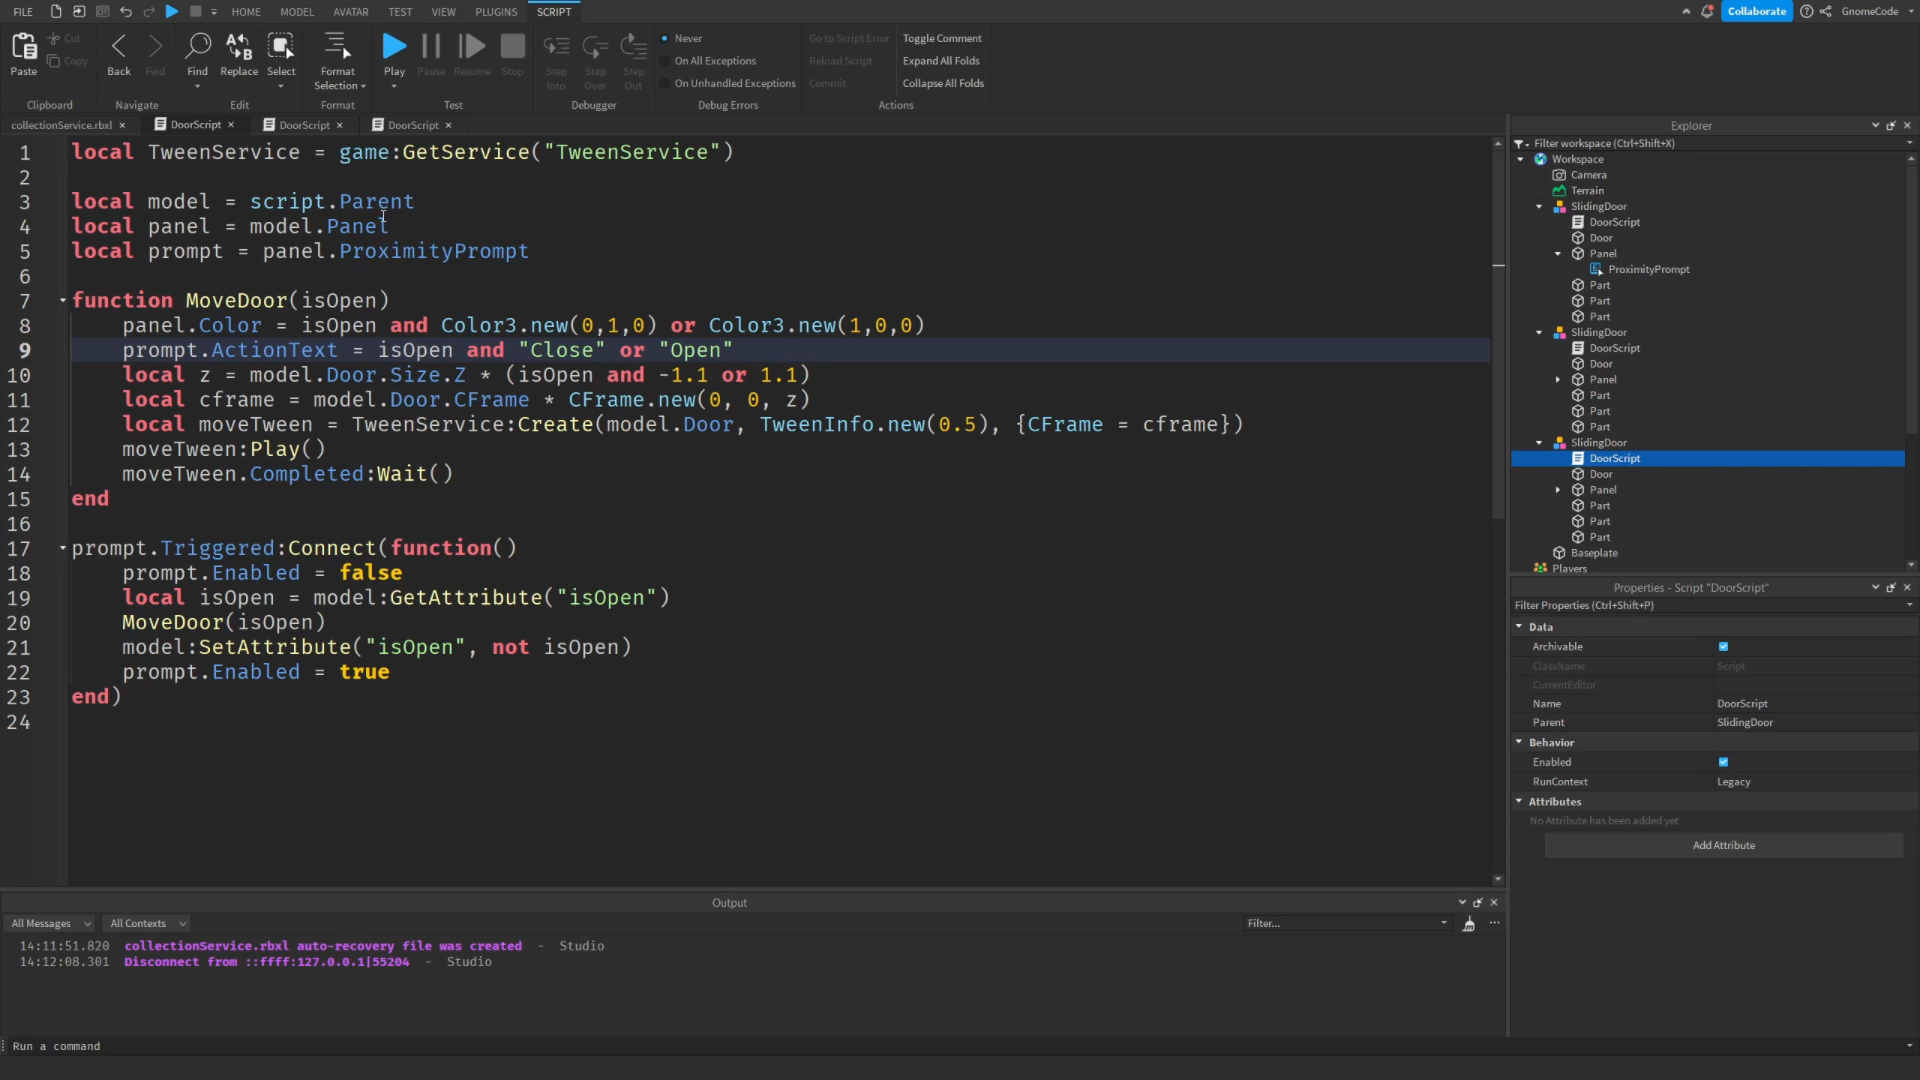 FILE HOME MODEL AVATAR TEST VIEW PLUGINS SCRIPT Collaborate GnomeCode
Paste Cut Copy
Clipboard
Back Fwd
Navigate
Find Replace Select
Edit
Format Selection
Format
Play Pause Resume Stop
Test
Step Into Step Over Step Out
Debugger
Never
On All Exceptions
On Unhandled Exceptions
Debug Errors
Go to Script Error Toggle Comment
Reload Script Expand All Folds
Commit Collapse All Folds
Actions
collectionService.rbxl × DoorScript × DoorScript × DoorScript ×
1 local TweenService = game:GetService("TweenService")
2
3 local model = script.Parent
4 local panel = model.Panel
5 local prompt = panel.ProximityPrompt
6
7 function MoveDoor(isOpen)
8 panel.Color = isOpen and Color3.new(0,1,0) or Color3.new(1,0,0)
9 prompt.ActionText = isOpen and "Close" or "Open"
10 local z = model.Door.Size.Z * (isOpen and -1.1 or 1.1)
11 local cframe = model.Door.CFrame * CFrame.new(0, 0, z)
12 local moveTween = TweenService:Create(model.Door, TweenInfo.new(0.5), {CFrame = cframe})
13 moveTween:Play()
14 moveTween.Completed:Wait()
15 end
16
17 prompt.Triggered:Connect(function()
18 prompt.Enabled = false
19 local isOpen = model:GetAttribute("isOpen")
20 MoveDoor(isOpen)
21 model:SetAttribute("isOpen", not isOpen)
22 prompt.Enabled = true
23 end)
24
Explorer
Filter workspace (Ctrl+Shift+X)
Workspace
Camera
Terrain
SlidingDoor
DoorScript
Door
Panel
ProximityPrompt
Part
Part
Part
SlidingDoor
DoorScript
Door
Panel
Part
Part
Part
SlidingDoor
DoorScript
Door
Panel
Part
Part
Part
Baseplate
Players
Properties - Script "DoorScript"
Filter Properties (Ctrl+Shift+P)
Data
Archivable
ClassName Script
CurrentEditor
Name DoorScript
Parent SlidingDoor
Behavior
Enabled
RunContext Legacy
Attributes
No Attribute has been added yet
Add Attribute
Output
All Messages All Contexts Filter...
14:11:51.820 collectionService.rbxl auto-recovery file was created - Studio
14:12:08.301 Disconnect from ::ffff:127.0.0.1|55204 - Studio
Run a command